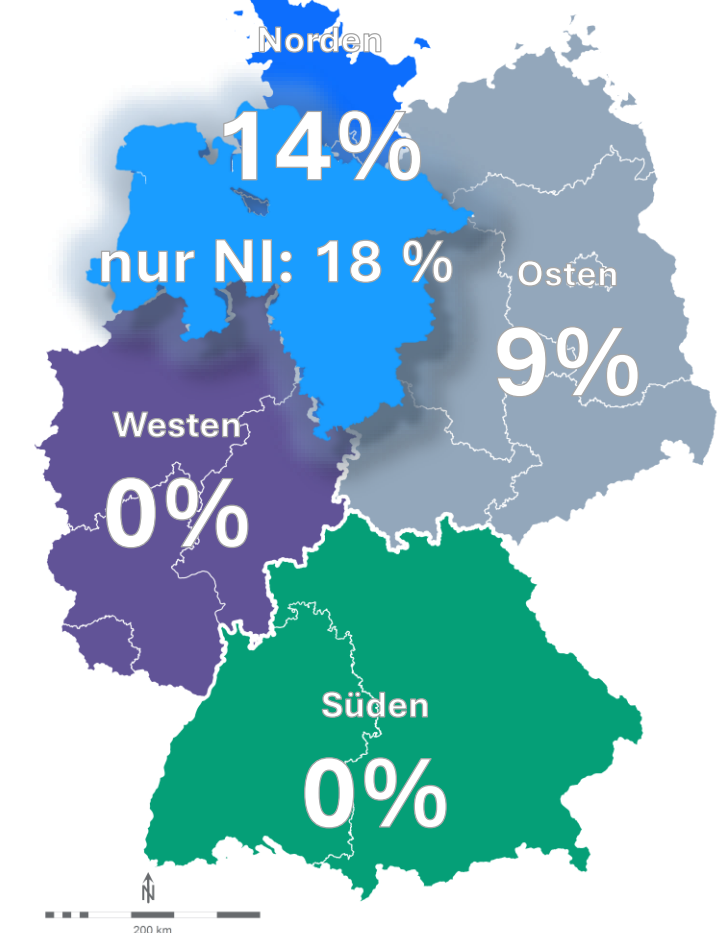 Norden
14%
nur NI: 18 %
Osten
9%
Westen
0%
Süden
0%
N
200 km